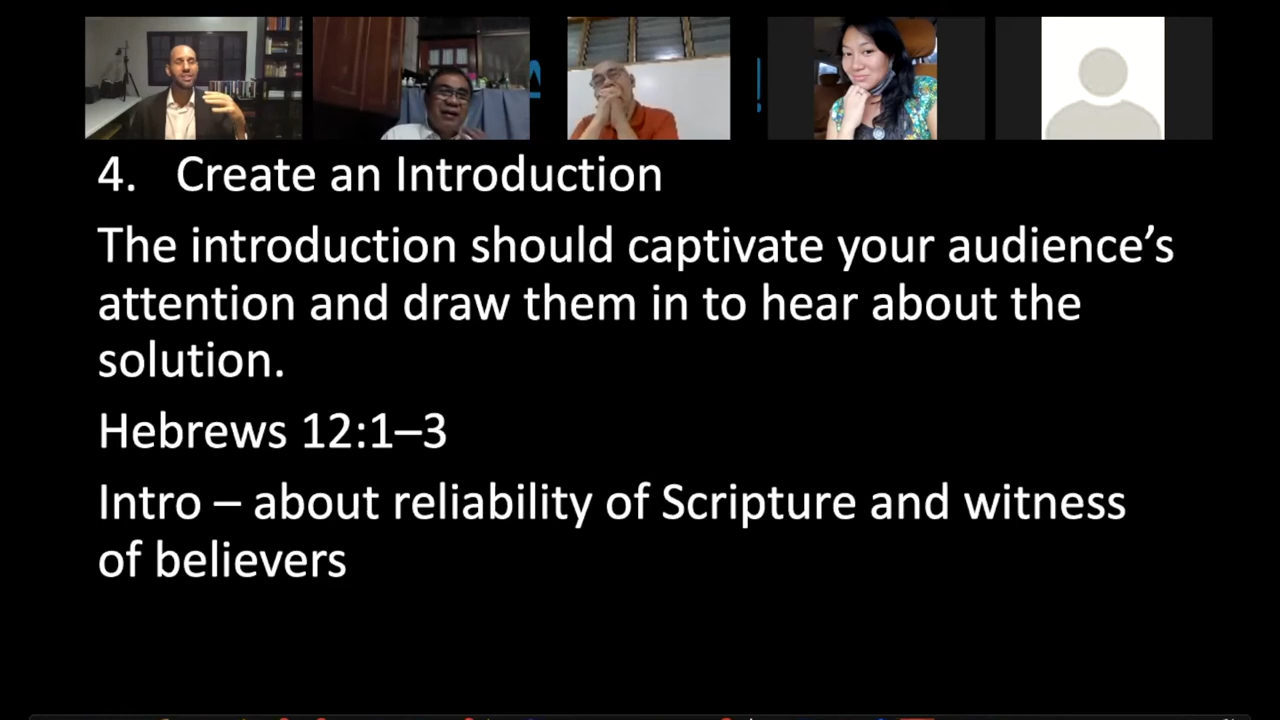 4. Create an Introduction
The introduction should captivate your audience’s
attention and draw them in to hear about the
solution.
Hebrews 12:1–3
Intro – about reliability of Scripture and witness
of believers